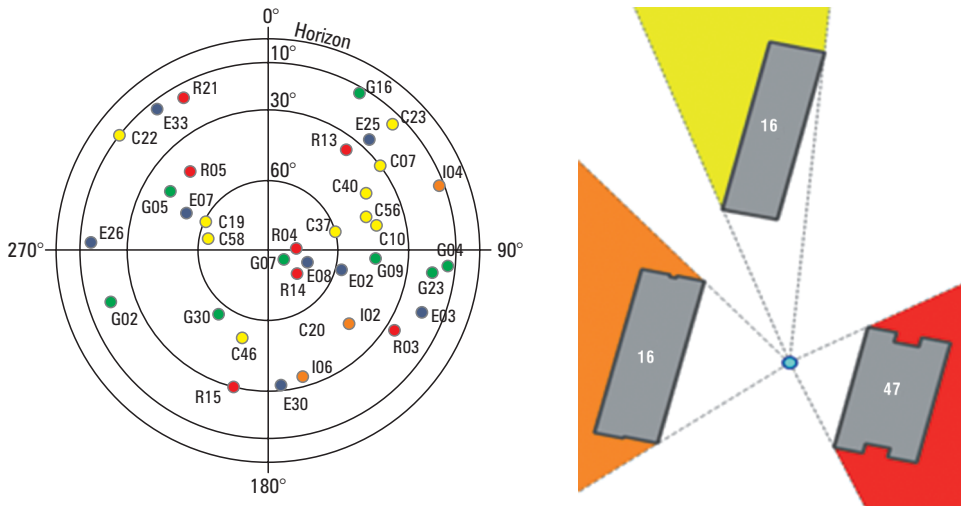 0°
Horizon
10°
R21
G16
E33
30°
C23
C22
E25
R13
C07
R05
60°
I04
C40
G05
E07
C56
C19
C37
E26
C58
R04
C10
G04
270°
90°
G07
E08
E02
G09
G23
R14
G02
G30
I02
E03
C20
R03
C46
I06
R15
E30
180°
16
16
47